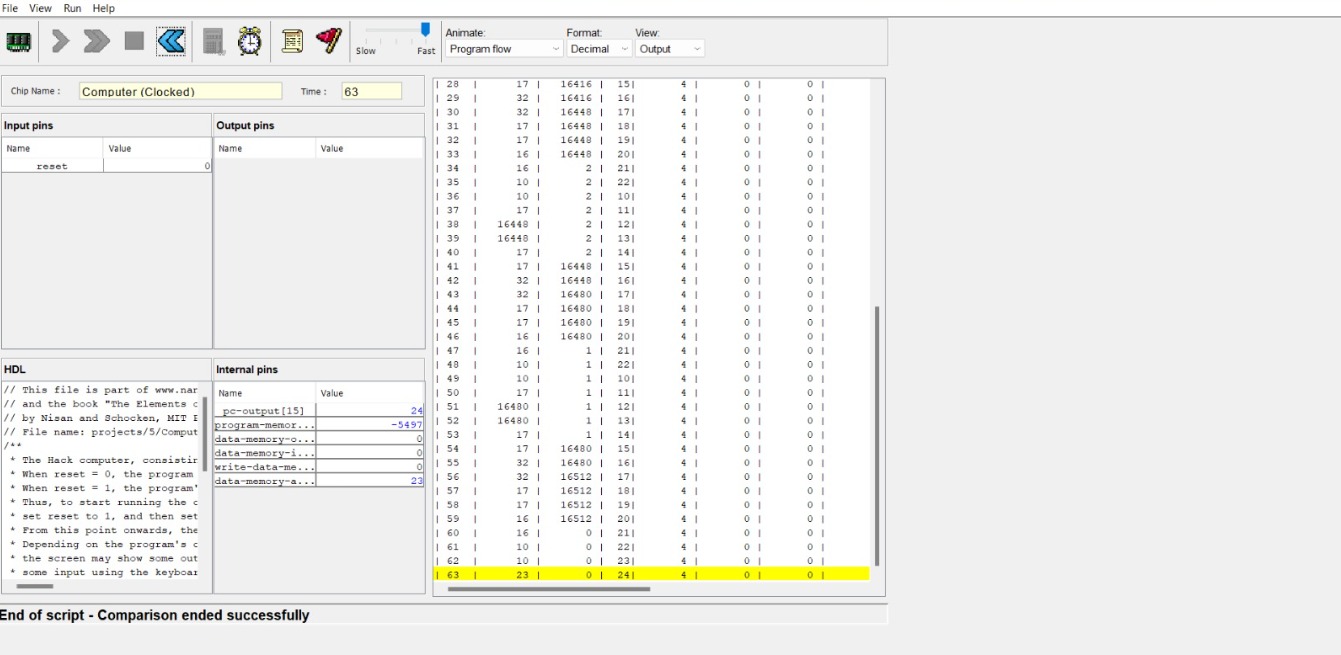 File View Run Help
Slow Fast
Animate: Format: View:
Program flow Decimal Output
Chip Name : Computer (Clocked) Time : 63
Input pins
Name Value
reset 0
Output pins
Name Value
HDL
// This file is part of www.nar
// and the book "The Elements c
// by Nisan and Schocken, MIT P
// File name: projects/5/Comput
/**
* The Hack computer, consistin
* When reset = 0, the program
* When reset = 1, the program'
* Thus, to start running the c
* set reset to 1, and then set
* From this point onwards, the
* Depending on the program's c
* the screen may show some out
* some input using the keyboar
Internal pins
Name Value
pc-output[15] 24
program-memor... -5497
data-memory-o... 0
data-memory-i... 0
write-data-me... 0
data-memory-a... 23
| 28 | 17 | 16416 | 15| 4 | 0 | 0 |
| 29 | 32 | 16416 | 16| 4 | 0 | 0 |
| 30 | 32 | 16448 | 17| 4 | 0 | 0 |
| 31 | 17 | 16448 | 18| 4 | 0 | 0 |
| 32 | 17 | 16448 | 19| 4 | 0 | 0 |
| 33 | 16 | 16448 | 20| 4 | 0 | 0 |
| 34 | 16 | 2 | 21| 4 | 0 | 0 |
| 35 | 10 | 2 | 22| 4 | 0 | 0 |
| 36 | 10 | 2 | 10| 4 | 0 | 0 |
| 37 | 17 | 2 | 11| 4 | 0 | 0 |
| 38 | 16448 | 2 | 12| 4 | 0 | 0 |
| 39 | 16448 | 2 | 13| 4 | 0 | 0 |
| 40 | 17 | 2 | 14| 4 | 0 | 0 |
| 41 | 17 | 16448 | 15| 4 | 0 | 0 |
| 42 | 32 | 16448 | 16| 4 | 0 | 0 |
| 43 | 32 | 16480 | 17| 4 | 0 | 0 |
| 44 | 17 | 16480 | 18| 4 | 0 | 0 |
| 45 | 17 | 16480 | 19| 4 | 0 | 0 |
| 46 | 16 | 16480 | 20| 4 | 0 | 0 |
| 47 | 16 | 1 | 21| 4 | 0 | 0 |
| 48 | 10 | 1 | 22| 4 | 0 | 0 |
| 49 | 10 | 1 | 10| 4 | 0 | 0 |
| 50 | 17 | 1 | 11| 4 | 0 | 0 |
| 51 | 16480 | 1 | 12| 4 | 0 | 0 |
| 52 | 16480 | 1 | 13| 4 | 0 | 0 |
| 53 | 17 | 1 | 14| 4 | 0 | 0 |
| 54 | 17 | 16480 | 15| 4 | 0 | 0 |
| 55 | 32 | 16480 | 16| 4 | 0 | 0 |
| 56 | 32 | 16512 | 17| 4 | 0 | 0 |
| 57 | 17 | 16512 | 18| 4 | 0 | 0 |
| 58 | 17 | 16512 | 19| 4 | 0 | 0 |
| 59 | 16 | 16512 | 20| 4 | 0 | 0 |
| 60 | 16 | 0 | 21| 4 | 0 | 0 |
| 61 | 10 | 0 | 22| 4 | 0 | 0 |
| 62 | 10 | 0 | 23| 4 | 0 | 0 |
| 63 | 23 | 0 | 24| 4 | 0 | 0 |
End of script - Comparison ended successfully